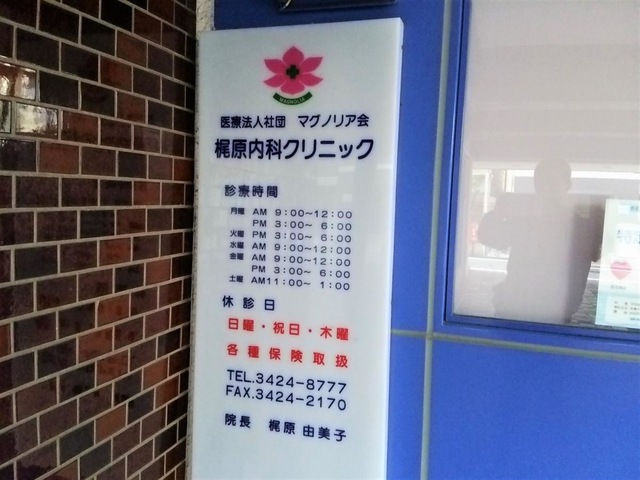 MAGNOLIA
医療法人社団 マグノリア会
梶原内科クリニック
診療時間
月曜 AM 9:00～12:00
PM 3:00～ 6:00
火曜 PM 3:00～ 6:00
水曜 AM 9:00～12:00
金曜 AM 9:00～12:00
PM 3:00～ 6:00
土曜 AM11:00～ 1:00
休診日
日曜・祝日・木曜
各種保険取扱
TEL.3424-8777
FAX.3424-2170
院長 梶原由美子